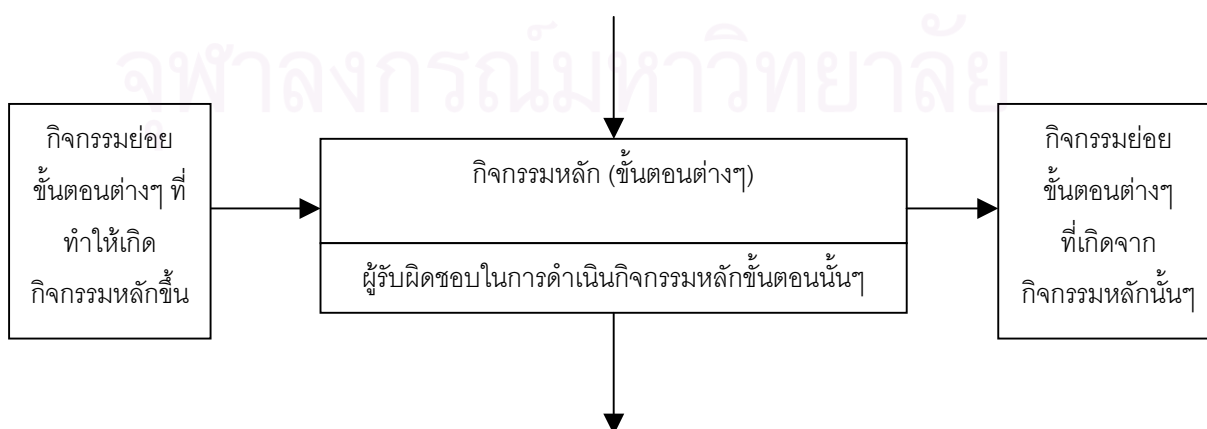 จุฬาลงกรณ์มหาวิทยาลัย
กิจกรรมย่อย
ขั้นตอนต่างๆ ที่
ทำให้เกิด
กิจกรรมหลักขึ้น
กิจกรรมหลัก (ขั้นตอนต่างๆ)
ผู้รับผิดชอบในการดำเนินกิจกรรมหลักขั้นตอนนั้นๆ
กิจกรรมย่อย
ขั้นตอนต่างๆ
ที่เกิดจาก
กิจกรรมหลักนั้นๆ